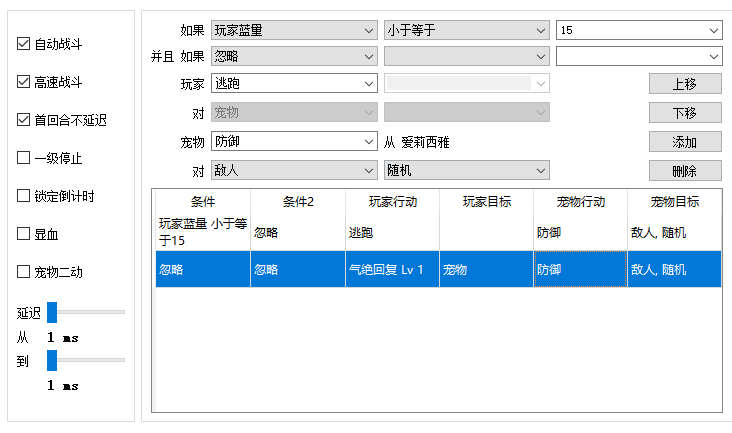 自动战斗
高速战斗
首回合不延迟
一级停止
锁定倒计时
显血
宠物二动
延迟
从 1 ms
到
1 ms
如果 玩家蓝量 小于等于 15
并且 如果 忽略
玩家 逃跑 上移
对 宠物 下移
宠物 防御 从 爱莉西雅 添加
对 敌人 随机 删除
条件 条件2 玩家行动 玩家目标 宠物行动 宠物目标
玩家蓝量 小于等
于15 忽略 逃跑 防御 敌人, 随机
忽略 忽略 气绝回复 Lv 1 宠物 防御 敌人, 随机